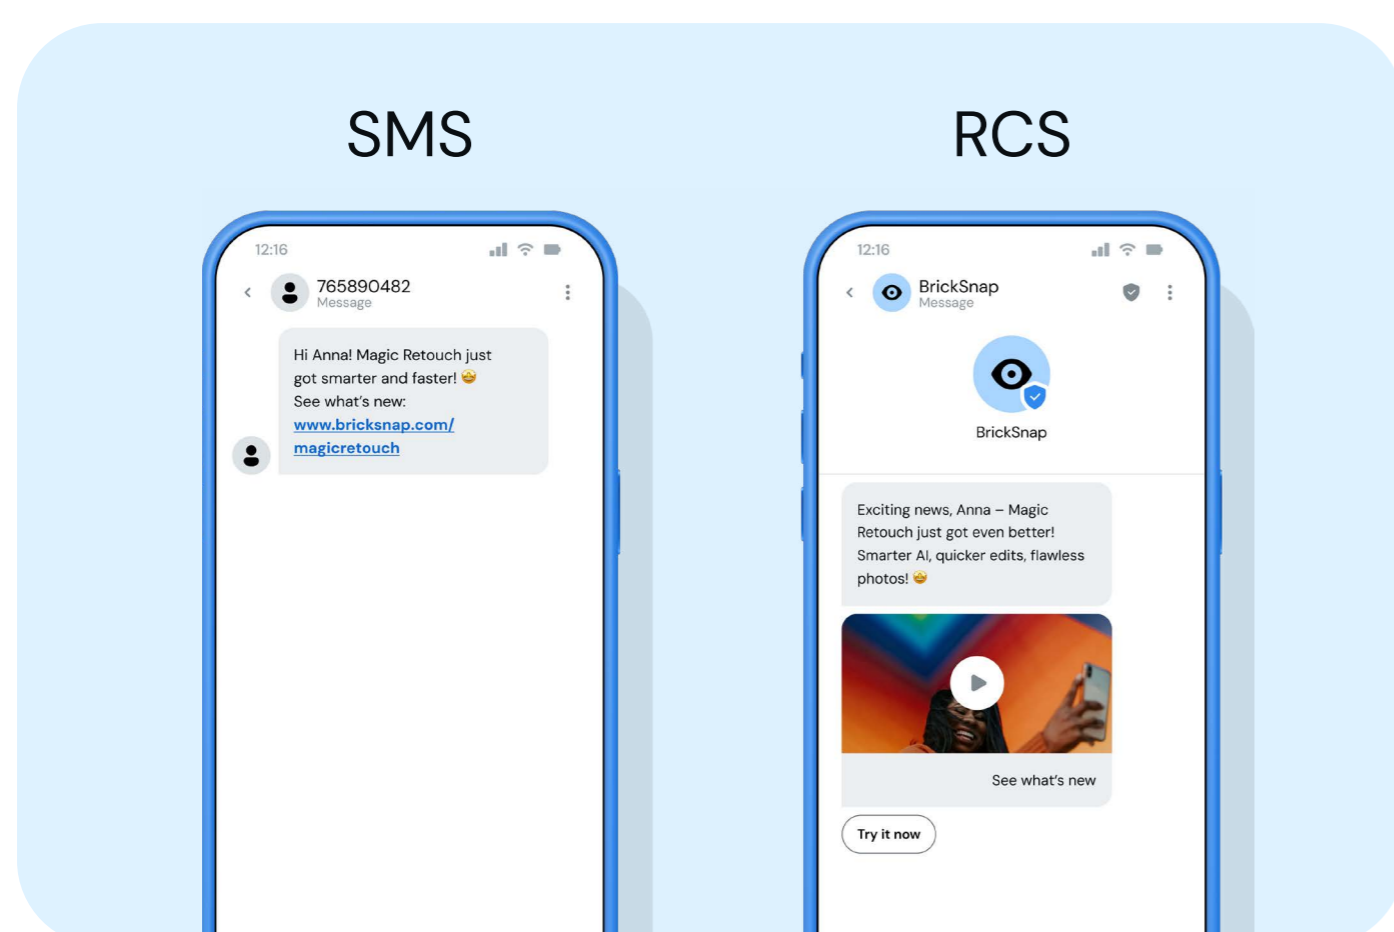 SMS
12:16
765890482
Message
Hi Anna! Magic Retouch just
got smarter and faster! 🤩
See what's new:
www.bricksnap.com/
magicretouch
RCS
12:16
BrickSnap
Message
BrickSnap
Exciting news, Anna – Magic
Retouch just got even better!
Smarter AI, quicker edits, flawless
photos! 🤩
See what's new
Try it now